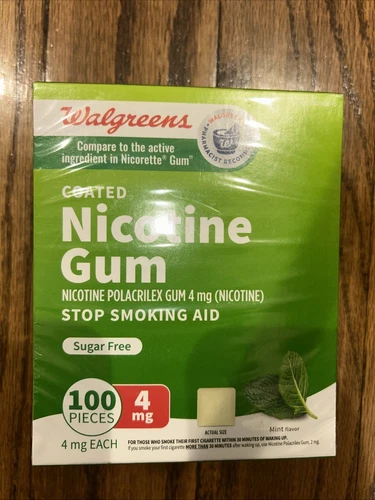 Walgreens
Compare to the active
ingredient in Nicorette® Gum††
COATED
Nicotine
Gum
NICOTINE POLACRILEX GUM 4 mg (NICOTINE)
STOP SMOKING AID
Sugar Free
100
PIECES
4 mg EACH
4
mg
ACTUAL SIZE
Mint flavor
FOR THOSE WHO SMOKE THEIR FIRST CIGARETTE WITHIN 30 MINUTES OF WAKING UP.
If you smoke your first cigarette MORE THAN 30 MINUTES after waking up, use Nicotine Polacrilex Gum, 2 mg.